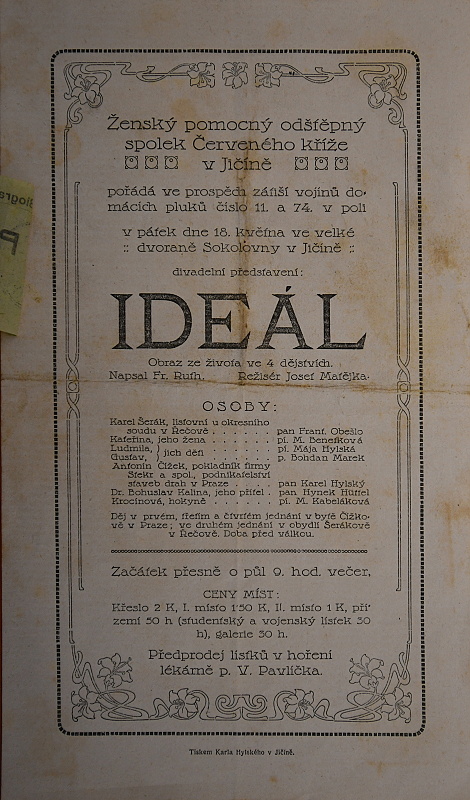 Ženský pomocný odštěpný
spolek Červeného kříže
v Jičíně
pořádá ve prospěch zátiší vojínů do-
mácích pluků číslo 11. a 74. v poli
v pátek dne 18. května ve velké
:: dvoraně Sokolovny v Jičíně ::
divadelní představení:
IDEÁL
Obraz ze života ve 4 dějstvích.
Napsal Fr. Ruth. Režisér Josef Matějka.
OSOBY:
Karel Šerák, listovní u okresního
soudu v Řečově . . . . . . pan Frant. Obešlo
Kateřina, jeho žena . . . . . . pí. M. Benešková
Ludmila, } jich děti . . . . . . pí. Mája Hylská
Gustav, . . . . . . p. Bohdan Marek
Antonín Čížek, pokladník firmy
Stekr a spol., podnikatelství
staveb drah v Praze . . . . pan Karel Hylský
Dr. Bohuslav Kalina, jeho přítel . pan Hynek Hüttel
Krocínová, hokyně . . . . . . pí. M. Kabeláková
Děj v prvém, třetím a čtvrtém jednání v bytě Čížko-
vě v Praze; ve druhém jednání v obydlí Šerákově
v Řečově. Doba před válkou.
Začátek přesně o půl 9. hod. večer.
CENY MÍST:
Křeslo 2 K, I. místo 1·50 K, II. místo 1 K, pří-
zemí 50 h (studentský a vojenský lístek 30
h), galerie 30 h.
Předprodej lístků v hoření
lékárně p. V. Pavlíčka.
Tiskem Karla Hylského v Jičíně.